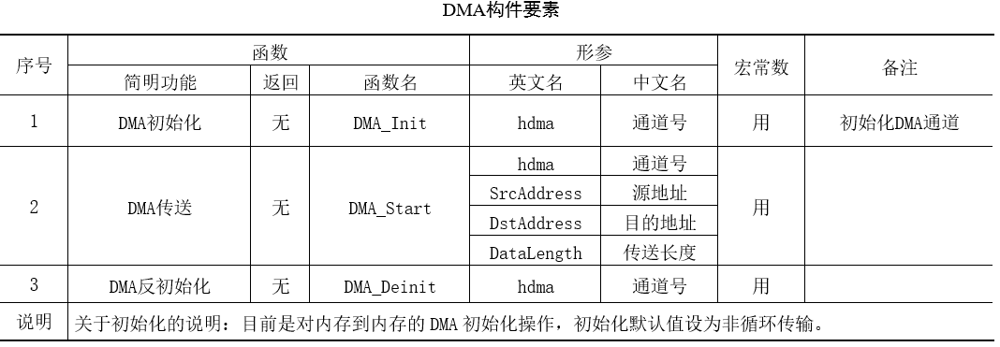 DMA构件要素
序号 函数 形参 宏常数 备注
简明功能 返回 函数名 英文名 中文名
1 DMA初始化 无 DMA_Init hdma 通道号 用 初始化DMA通道
2 DMA传送 无 DMA_Start hdma 通道号 用
SrcAddress 源地址
DstAddress 目的地址
DataLength 传送长度
3 DMA反初始化 无 DMA_Deinit hdma 通道号 用
说明 关于初始化的说明：目前是对内存到内存的 DMA 初始化操作，初始化默认值设为非循环传输。